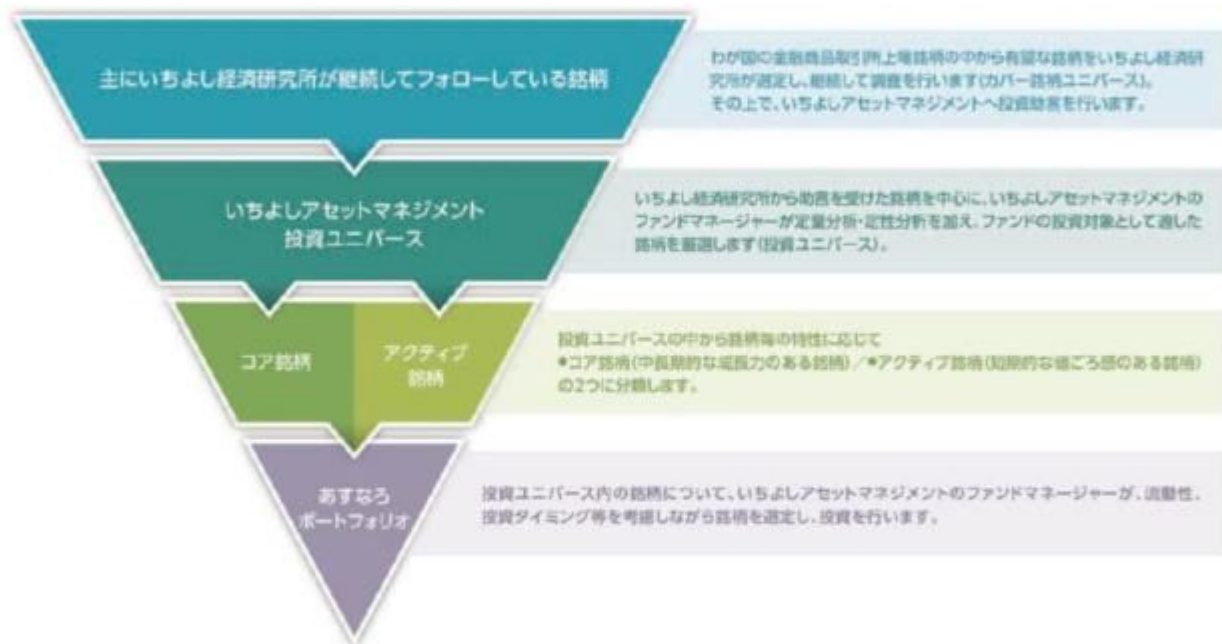 主にいちよし経済研究所が継続してフォローしている銘柄
わが国の金融商品取引所上場銘柄の中から有望な銘柄をいちよし経済研
究所が選定し、継続して調査を行います(カバー銘柄ユニバース)。
その上で、いちよしアセットマネジメントへ投資助言を行います。
いちよしアセットマネジメント
投資ユニバース
いちよし経済研究所から助言を受けた銘柄を中心に、いちよしアセットマネジメントの
ファンドマネージャーが定量分析・定性分析を加え、ファンドの投資対象として適した
銘柄を厳選します(投資ユニバース)。
コア銘柄
アクティブ
銘柄
投資ユニバースの中から銘柄毎の特性に応じて
●コア銘柄(中長期的な成長力のある銘柄)／●アクティブ銘柄(短期的な値ごろ感のある銘柄)
の2つに分類します。
あすなろ
ポートフォリオ
投資ユニバース内の銘柄について、いちよしアセットマネジメントのファンドマネージャーが、流動性、
投資タイミング等を考慮しながら銘柄を選定し、投資を行います。